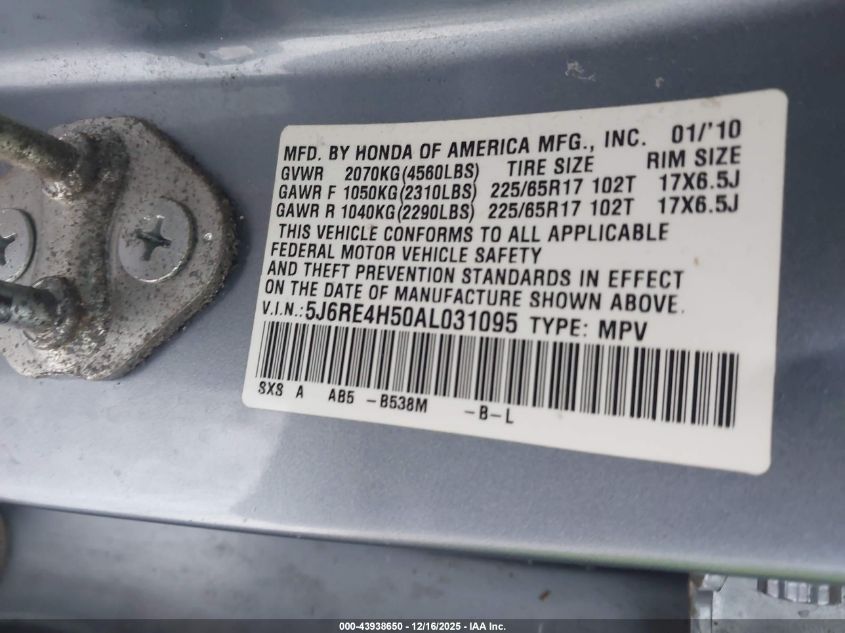 MFD. BY HONDA OF AMERICA MFG., INC. 01/'10
GVWR 2070KG(4560LBS) TIRE SIZE RIM SIZE
GAWR F 1050KG(2310LBS) 225/65R17 102T 17X6.5J
GAWR R 1040KG(2290LBS) 225/65R17 102T 17X6.5J
THIS VEHICLE CONFORMS TO ALL APPLICABLE
FEDERAL MOTOR VEHICLE SAFETY
AND THEFT PREVENTION STANDARDS IN EFFECT
ON THE DATE OF MANUFACTURE SHOWN ABOVE.
V.I.N.:5J6RE4H50AL031095 TYPE: MPV
SXS A AB5 -B538M -B-L
000-43938650 - 12/16/2025 - IAA Inc.